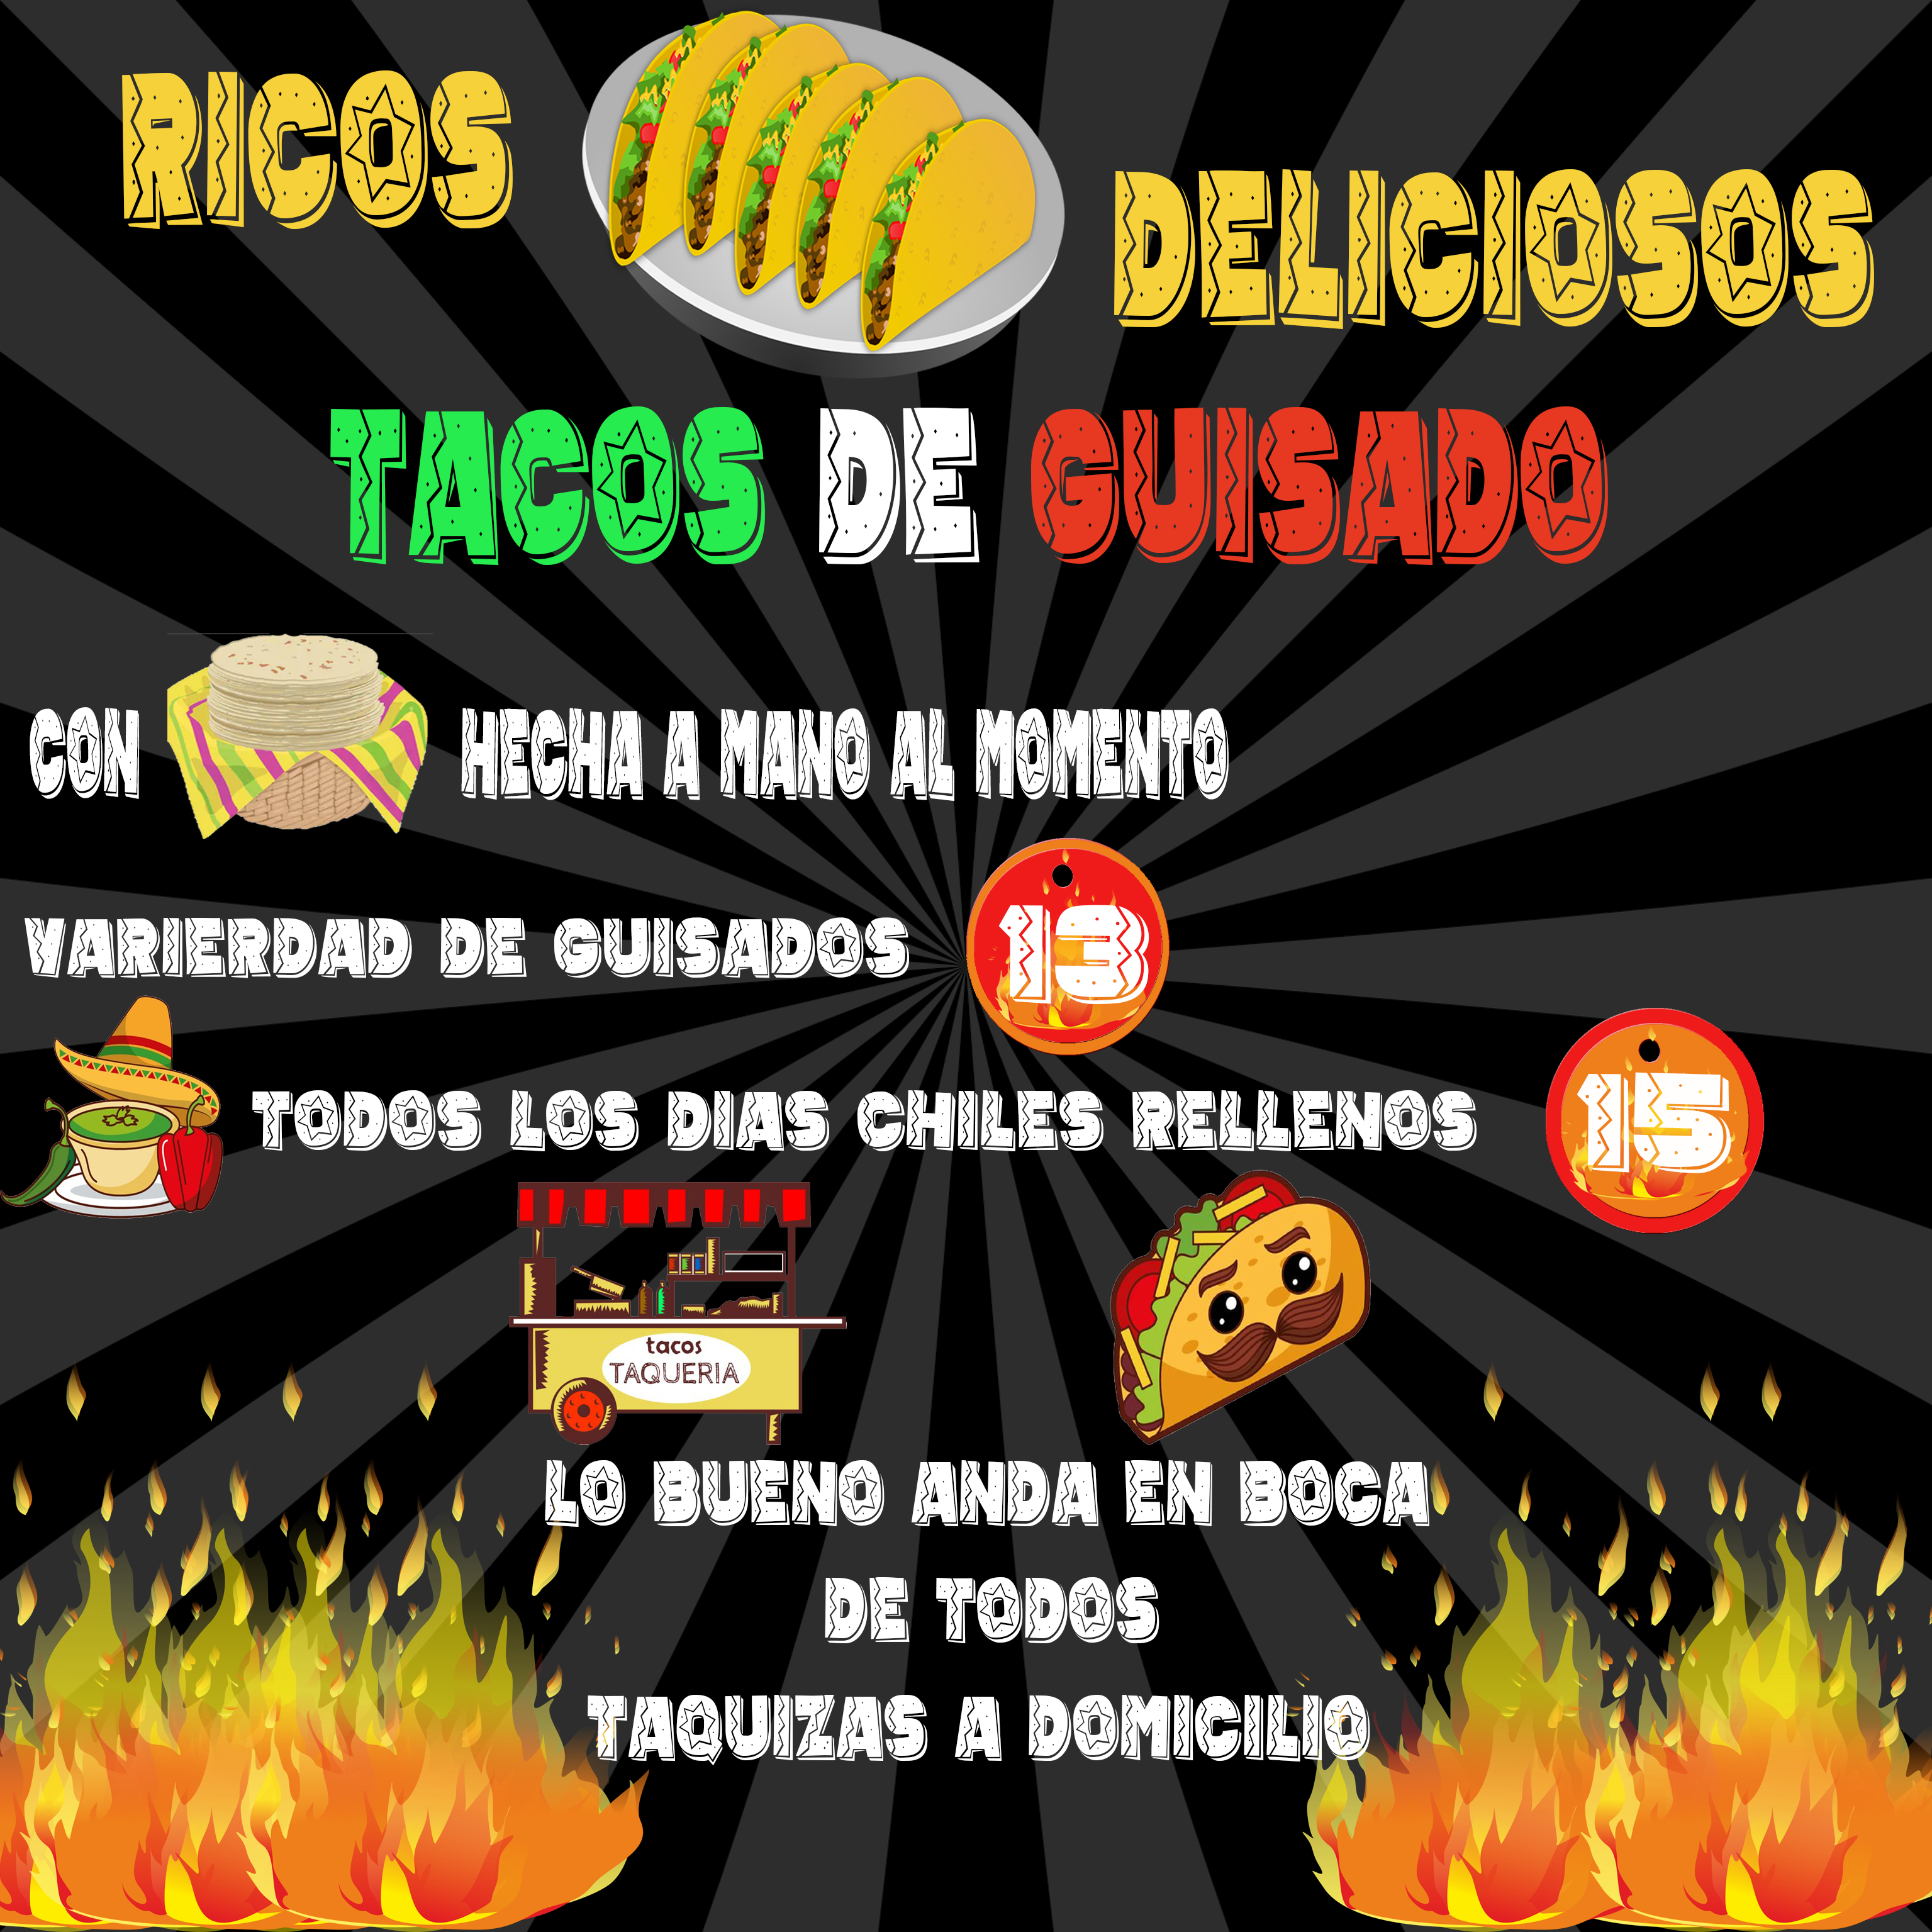 RICOS
DELICIOSOS
TACOS DE GUISADO
CON HECHA A MANO AL MOMENTO
VARIERDAD DE GUISADOS 13
TODOS LOS DIAS CHILES RELLENOS 15
tacos
TAQUERIA
LO BUENO ANDA EN BOCA
DE TODOS
TAQUIZAS A DOMICILIO